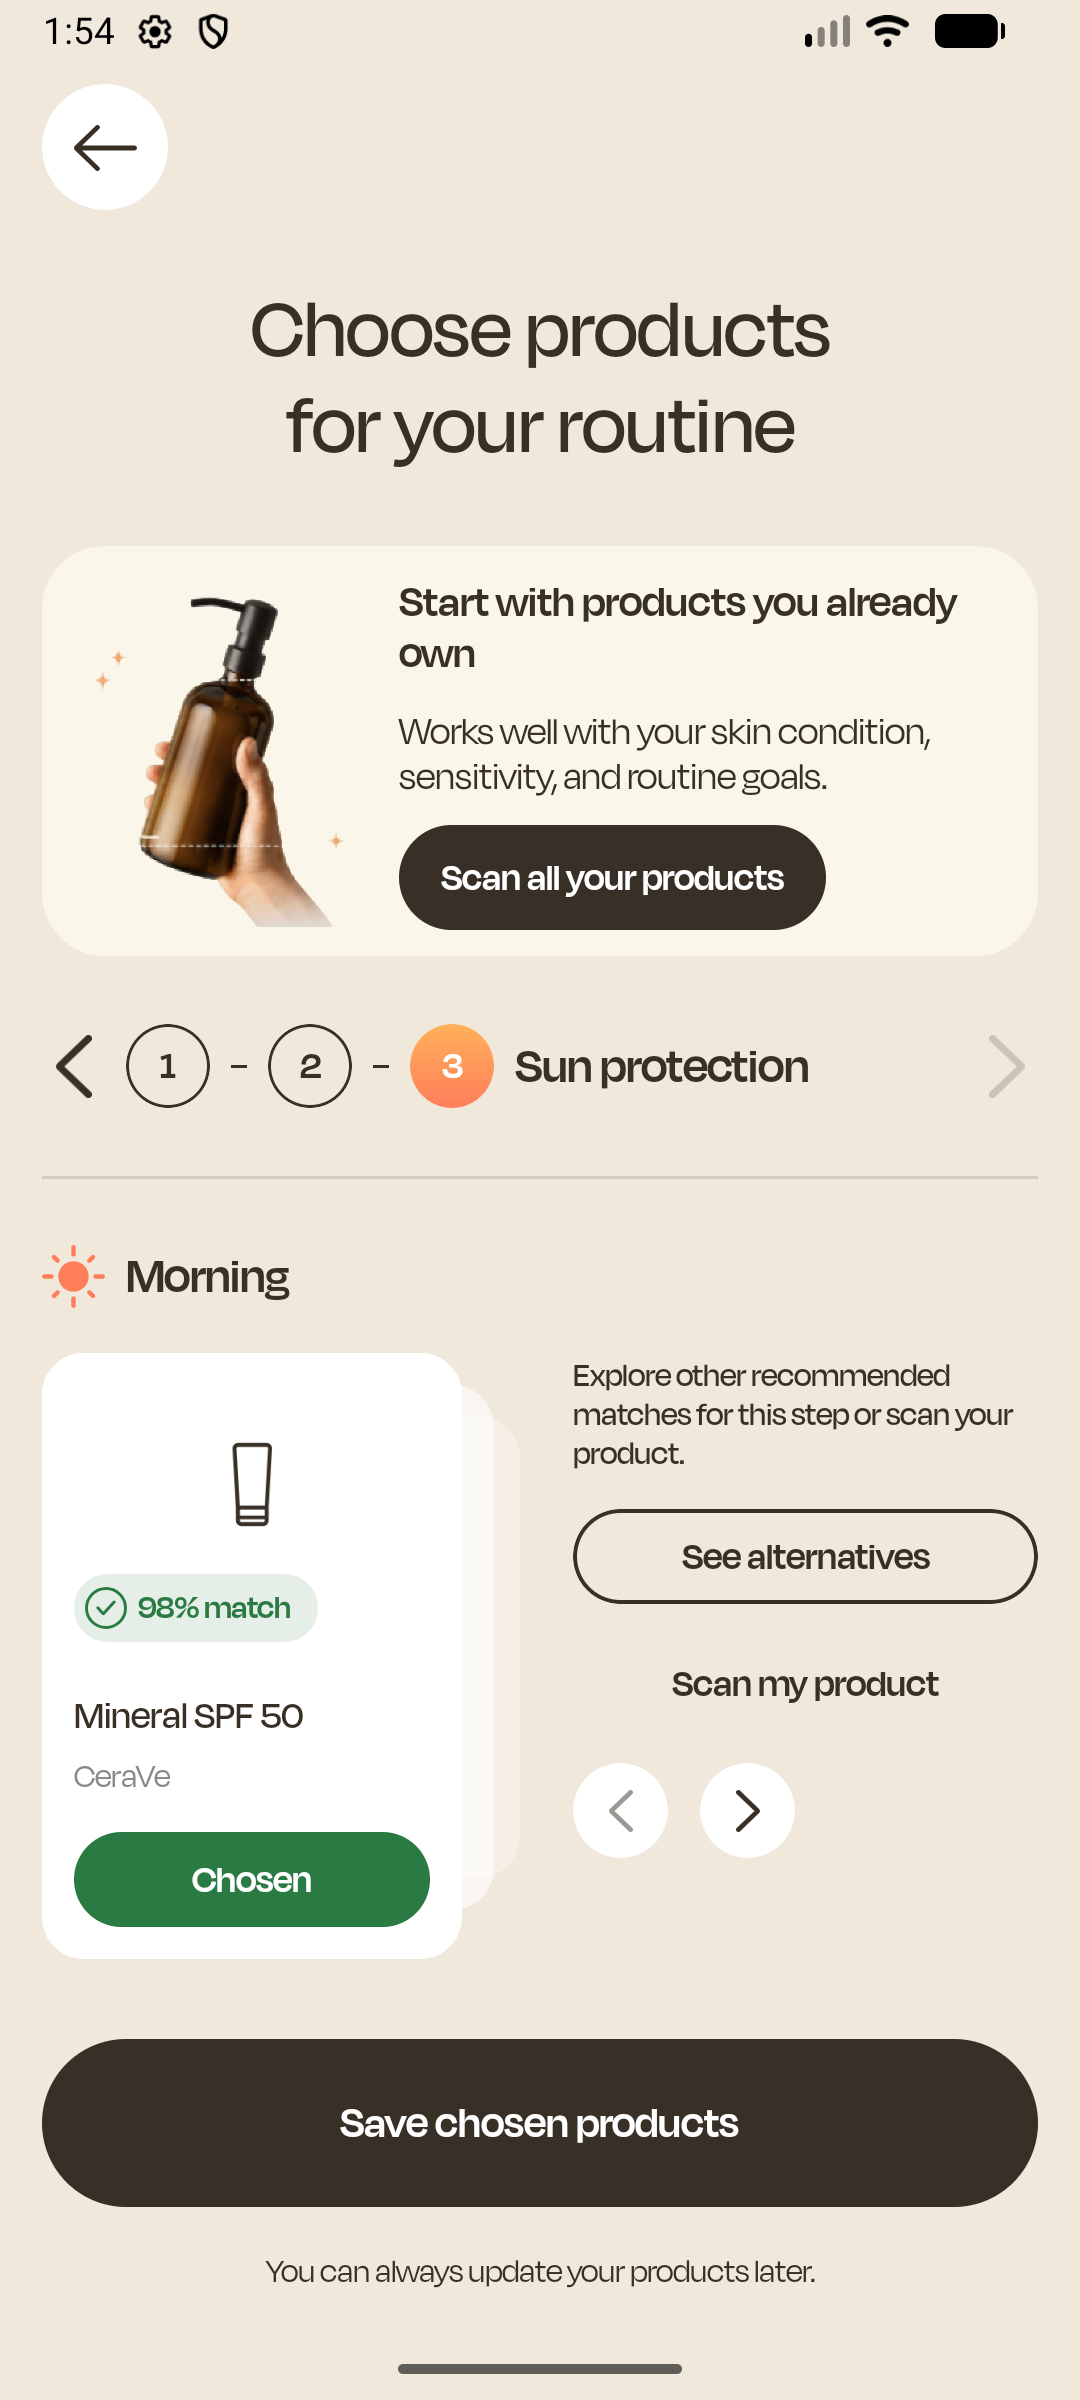 1:54
Choose products
for your routine
Start with products you already
own
Works well with your skin condition,
sensitivity, and routine goals.
Scan all your products
1 - 2 - 3 Sun protection
Morning
Explore other recommended
matches for this step or scan your
product.
See alternatives
Scan my product
98% match
Mineral SPF 50
CeraVe
Chosen
Save chosen products
You can always update your products later.